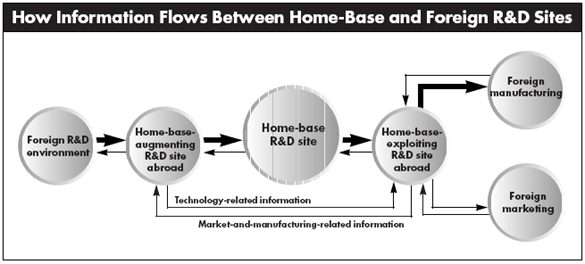 How Information Flows Between Home-Base and Foreign R&D Sites
Foreign R&D
environment
Home-base-
augmenting
R&D site
abroad
Home-base
R&D site
Home-base-
exploiting
R&D site
abroad
Foreign
manufacturing
Foreign
marketing
Technology-related information
Market-and-manufacturing-related information